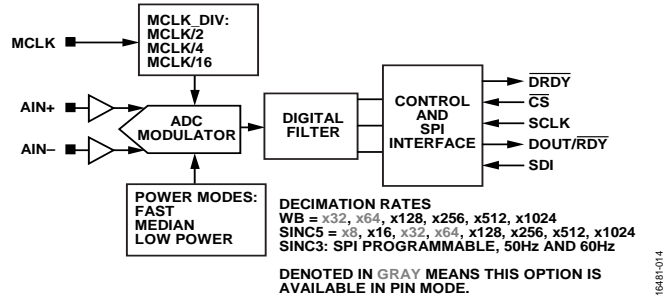 MCLK
MCLK_DIV:
MCLK/2
MCLK/4
MCLK/16
AIN+
AIN–
ADC
MODULATOR
DIGITAL
FILTER
CONTROL
AND
SPI
INTERFACE
DRDY
CS
SCLK
DOUT/RDY
SDI
POWER MODES:
FAST
MEDIAN
LOW POWER
DECIMATION RATES
WB = x32, x64, x128, x256, x512, x1024
SINC5 = x8, x16, x32, x64, x128, x256, x512, x1024
SINC3: SPI PROGRAMMABLE, 50Hz AND 60Hz
DENOTED IN GRAY MEANS THIS OPTION IS
AVAILABLE IN PIN MODE.
16481-014